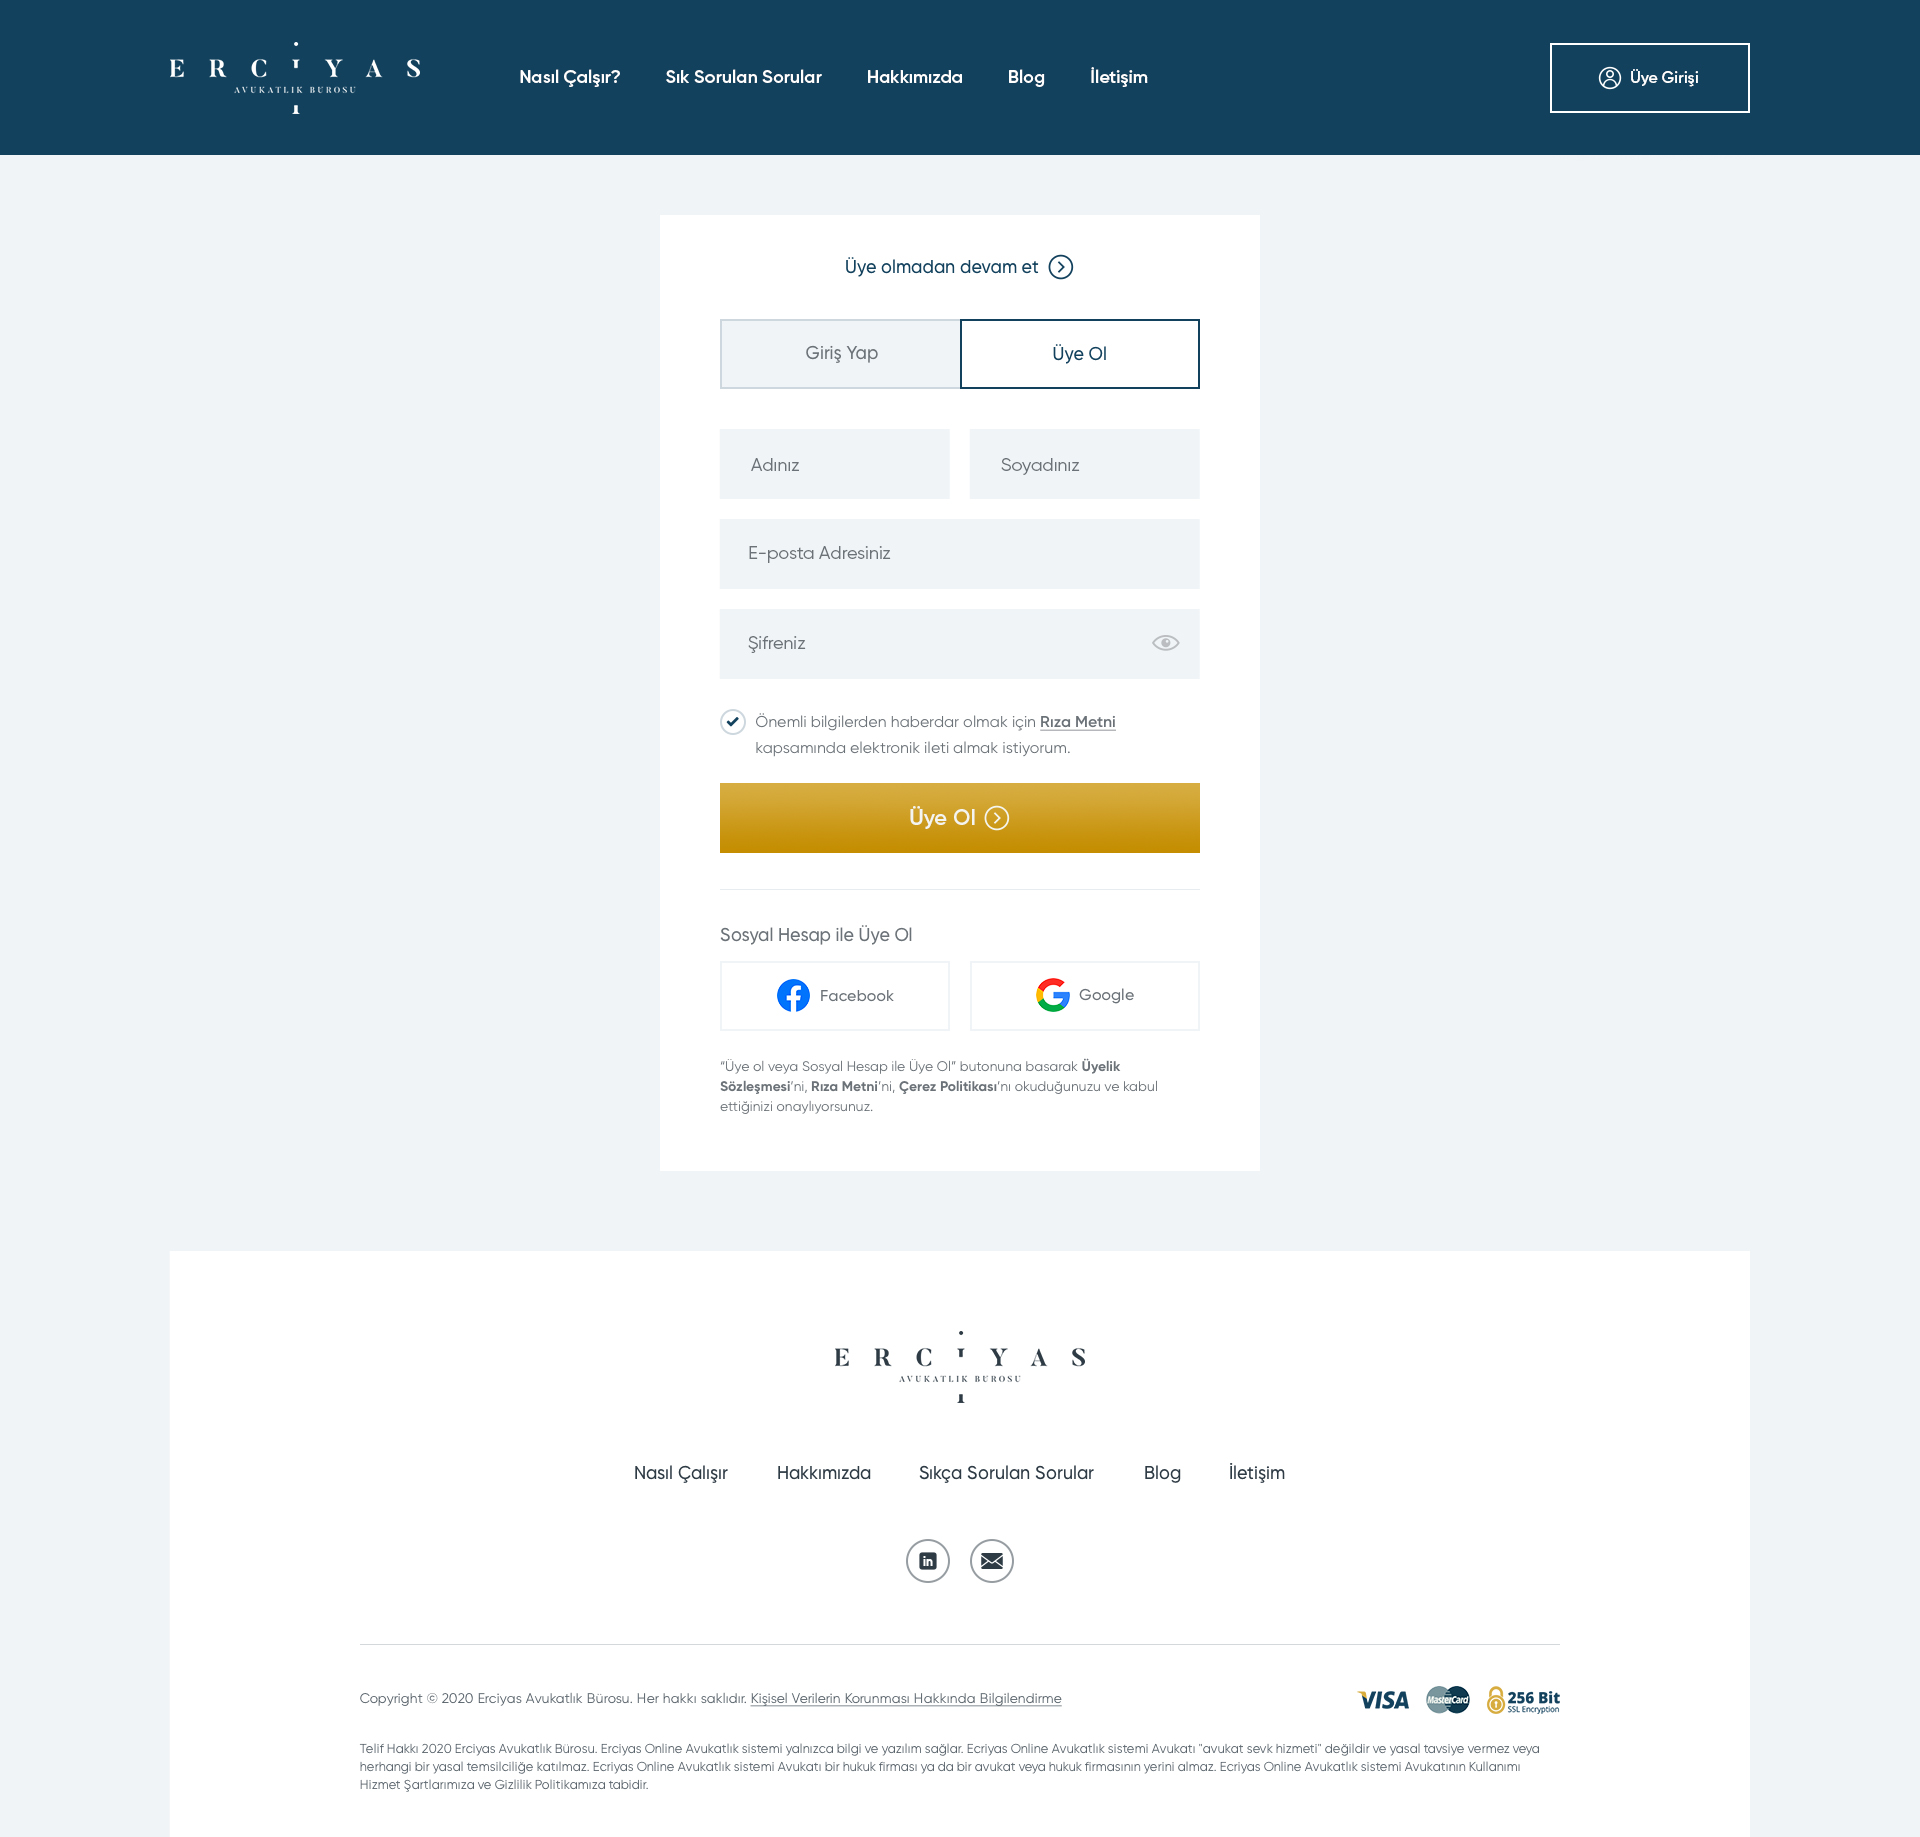 ERCIYAS
AVUKATLIK BÜROSU
Nasıl Çalşır?
Sık Sorulan Sorular
Hakkımızda
Blog
İletişim
Üye Girişi
Üye olmadan devam et
Giriş Yap
Üye Ol
Adınız
Soyadınız
E-posta Adresiniz
Şifreniz
Önemli bilgilerden haberdar olmak için Rıza Metni
kapsamında elektronik ileti almak istiyorum.
Üye Ol
Sosyal Hesap ile Üye Ol
Facebook
Google
“Üye ol veya Sosyal Hesap ile Üye Ol” butonuna basarak Üyelik
Sözleşmesi’ni, Rıza Metni’ni, Çerez Politikası’nı okuduğunuzu ve kabul
ettiğinizi onaylıyorsunuz.
ERCIYAS
AVUKATLIK BÜROSU
Nasıl Çalışır
Hakkımızda
Sıkça Sorulan Sorular
Blog
İletişim
in
Copyright © 2020 Erciyas Avukatlık Bürosu. Her hakkı saklıdır. Kişisel Verilerin Korunması Hakkında Bilgilendirme
VISA
MasterCard
256 Bit
SSL Encryption
Telif Hakkı 2020 Erciyas Avukatlık Bürosu. Erciyas Online Avukatlık sistemi yalnızca bilgi ve yazılım sağlar. Ecriyas Online Avukatlık sistemi Avukatı "avukat sevk hizmeti" değildir ve yasal tavsiye vermez veya
herhangi bir yasal temsilciliğe katılmaz. Ecriyas Online Avukatlık sistemi Avukatı bir hukuk firması ya da bir avukat veya hukuk firmasının yerini almaz. Ecriyas Online Avukatlık sistemi Avukatının Kullanımı
Hizmet Şartlarımıza ve Gizlilik Politikamıza tabidir.